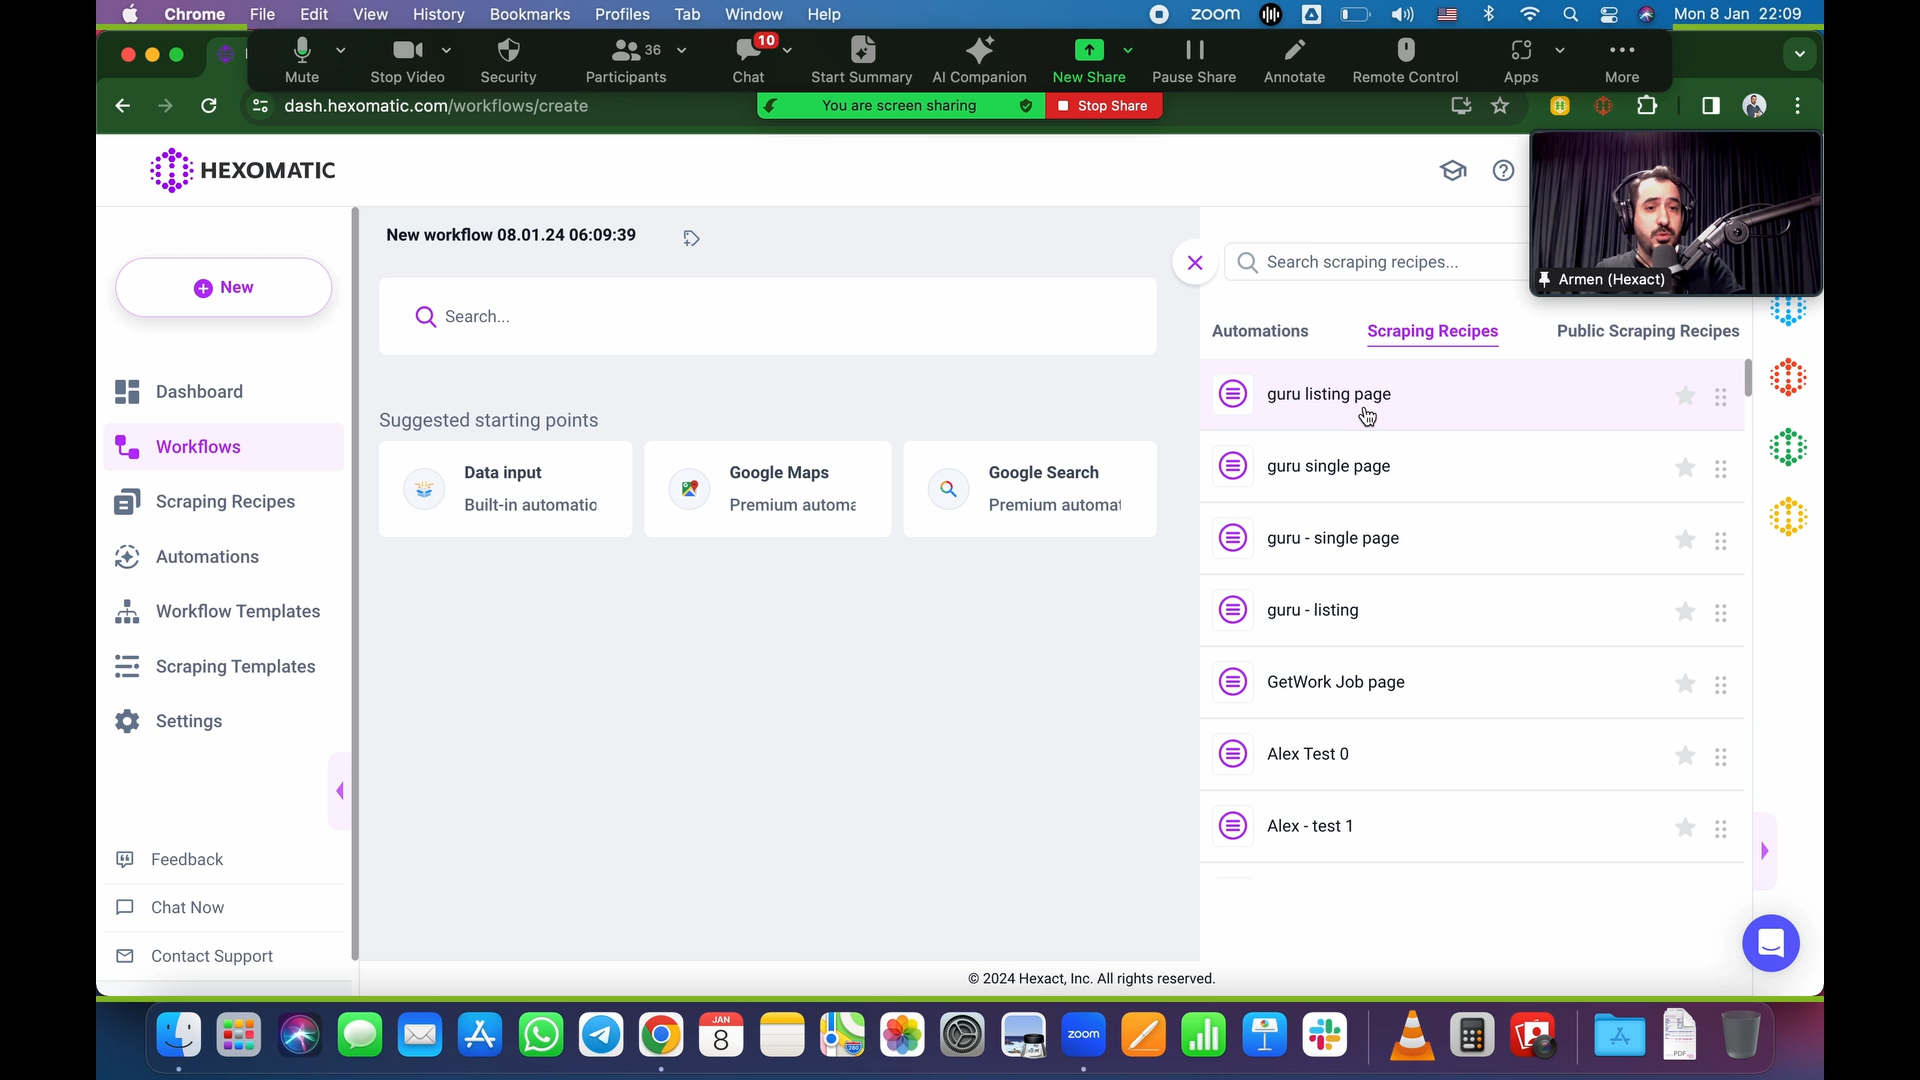 Chrome File Edit View History Bookmarks Profiles Tab Window Help
zoom
Mon 8 Jan 22:09
Mute
Stop Video
Security
36
Participants
10
Chat
Start Summary
AI Companion
New Share
Pause Share
Annotate
Remote Control
Apps
More
dash.hexomatic.com/workflows/create
You are screen sharing
Stop Share
HEXOMATIC
Armen (Hexact)
New workflow 08.01.24 06:09:39
Search scraping recipes...
New
Search...
Automations
Scraping Recipes
Public Scraping Recipes
Dashboard
Workflows
Scraping Recipes
Automations
Workflow Templates
Scraping Templates
Settings
Feedback
Chat Now
Contact Support
Suggested starting points
Data input
Built-in automatic
Google Maps
Premium automa
Google Search
Premium automat
guru listing page
guru single page
guru - single page
guru - listing
GetWork Job page
Alex Test 0
Alex - test 1
© 2024 Hexact, Inc. All rights reserved.
JAN
8
zoom
PDF